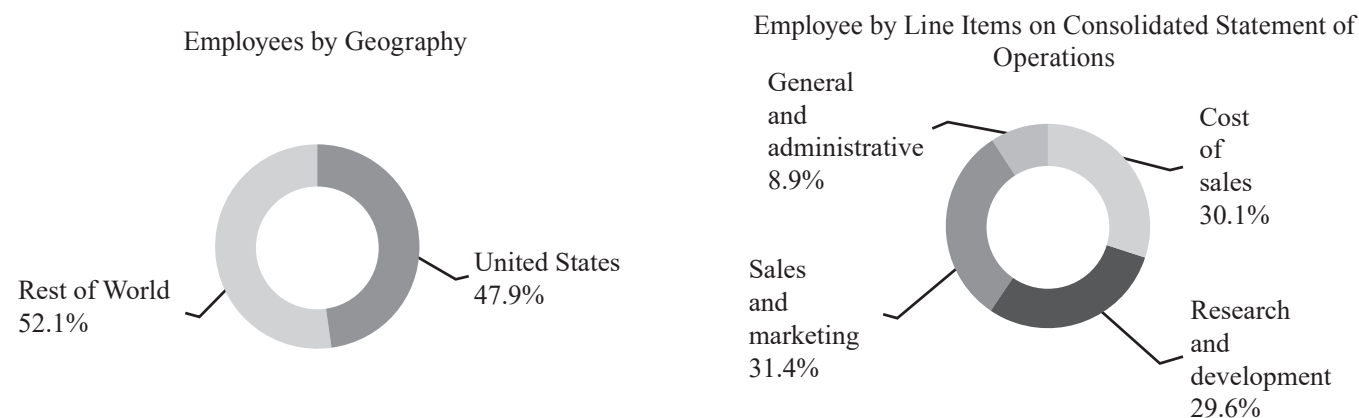 Employees by Geography
Rest of World
52.1%
United States
47.9%
Employee by Line Items on Consolidated Statement of
Operations
General
and
administrative
8.9%
Cost
of
sales
30.1%
Sales
and
marketing
31.4%
Research
and
development
29.6%